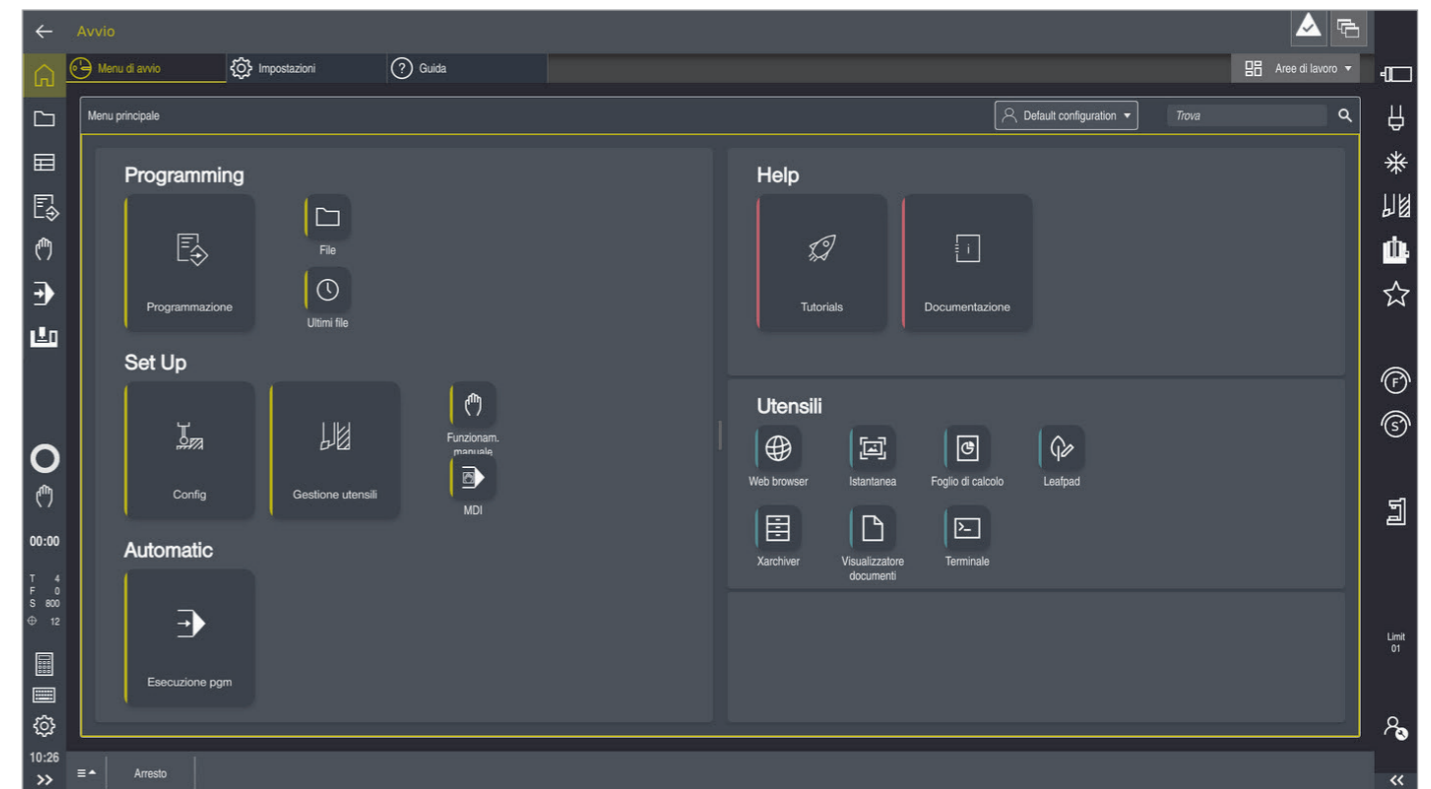 Avvio
Menu di avvio
Impostazioni
? Guida
Aree di lavoro
Menu principale
Default configuration
Trova
Programming
File
Programmazione
Ultimi file
Set Up
Config
Gestione utensili
Funzionam.
manuale
MDI
Automatic
Esecuzione pgm
Help
Tutorials
i
Documentazione
Utensili
Web browser
Istantanea
Foglio di calcolo
Leafpad
Xarchiver
Visualizzatore
documenti
Terminale
00:00
T 4
F 0
S 800
12
10:26
>>
Arresto
F
S
Limit
01
<<